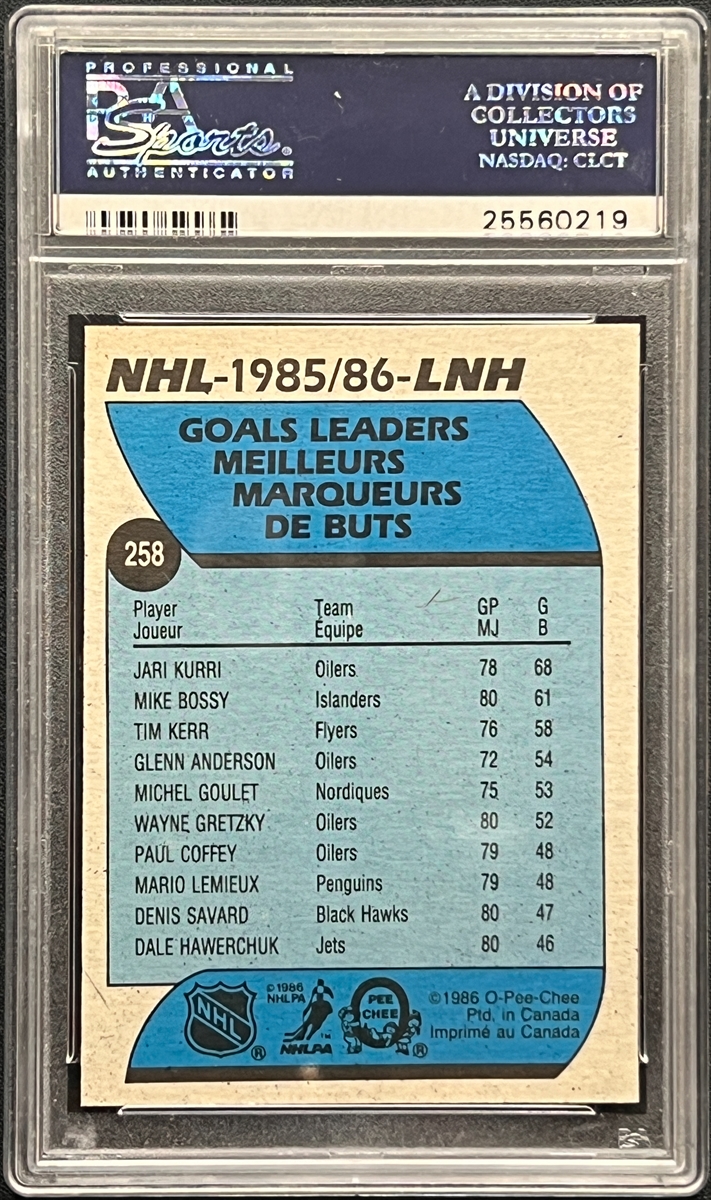 PROFESSIONAL
PSA
Sports®
AUTHENTICATOR
A DIVISION OF
COLLECTORS
UNIVERSE
NASDAQ: CLCT
25560219
NHL-1985/86-LNH
GOALS LEADERS
MEILLEURS
MARQUEURS
DE BUTS
258
Player Team GP G
Joueur Équipe MJ B
JARI KURRI Oilers 78 68
MIKE BOSSY Islanders 80 61
TIM KERR Flyers 76 58
GLENN ANDERSON Oilers 72 54
MICHEL GOULET Nordiques 75 53
WAYNE GRETZKY Oilers 80 52
PAUL COFFEY Oilers 79 48
MARIO LEMIEUX Penguins 79 48
DENIS SAVARD Black Hawks 80 47
DALE HAWERCHUK Jets 80 46
NHL ®
©1986
NHLPA
NHLPA ™
O PEE CHEE ®
©1986 O-Pee-Chee
Ptd. in Canada
Imprimé au Canada